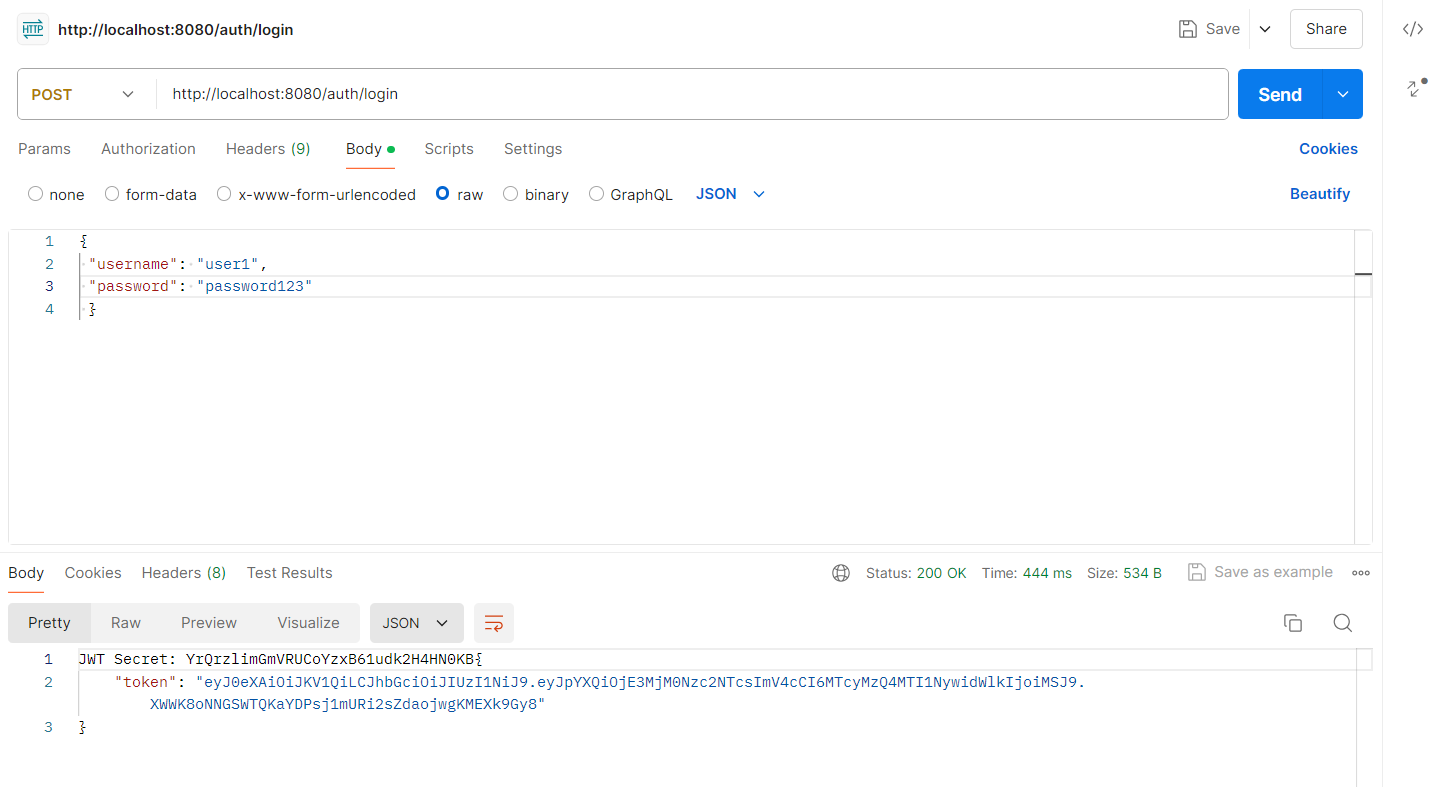 HTTP http://localhost:8080/auth/login Save Share
POST http://localhost:8080/auth/login Send
Params Authorization Headers (9) Body Scripts Settings Cookies
none form-data x-www-form-urlencoded raw binary GraphQL JSON Beautify
1 {
2 "username": "user1",
3 "password": "password123"
4 }
Body Cookies Headers (8) Test Results Status: 200 OK Time: 444 ms Size: 534 B Save as example
Pretty Raw Preview Visualize JSON
1 JWT Secret: YrQrzlimGmVRUCoYzxB61udk2H4HN0KB{
2 "token": "eyJ0eXAiOiJKV1QiLCJhbGciOiJIUzI1NiJ9.eyJpYXQiOjE3MjM0Nzc2NTcsImV4cCI6MTcyMzQ4MTI1NywidWlkIjoiMSJ9.
XWWK8oNNGSWTQKaYDPsj1mURi2sZdaojwgKMEXk9Gy8"
3 }